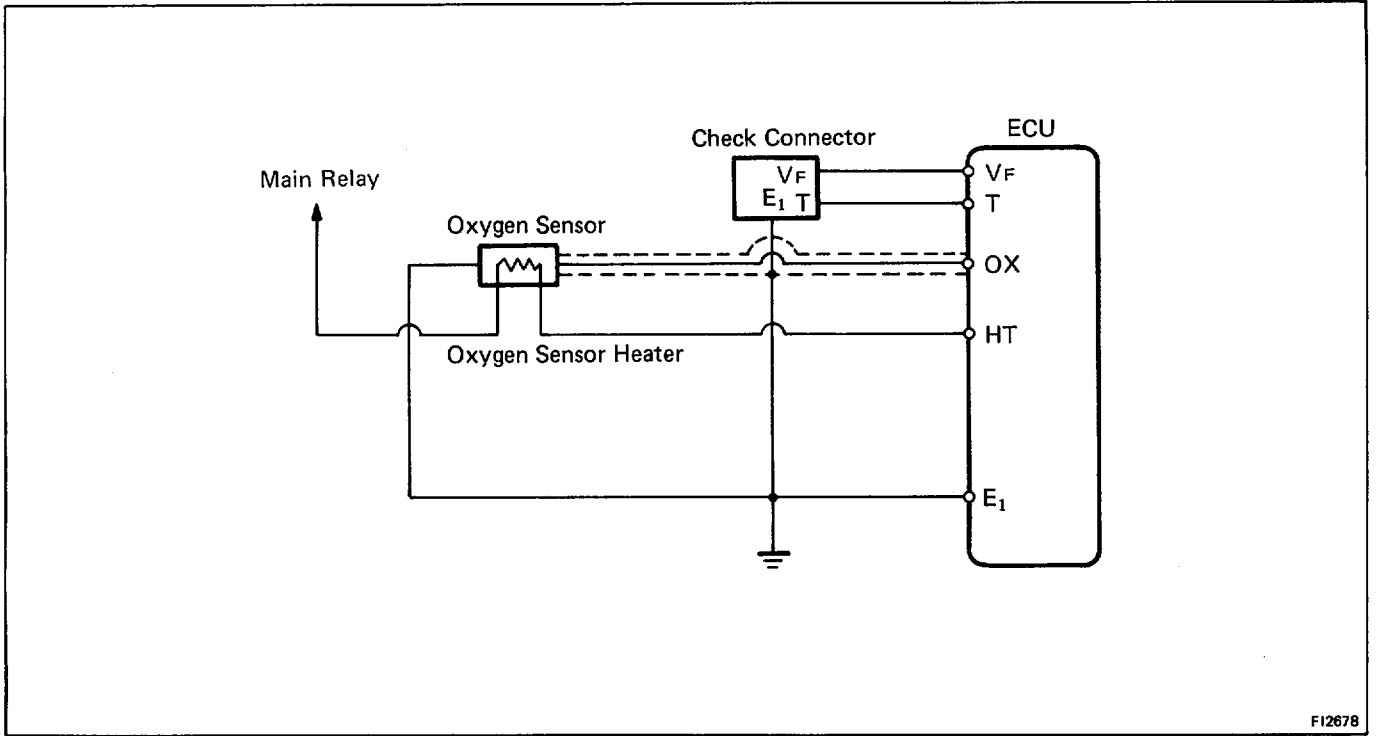 Check Connector
ECU
VF
E1 T
VF
T
Main Relay
Oxygen Sensor
OX
HT
Oxygen Sensor Heater
E1
FI2678